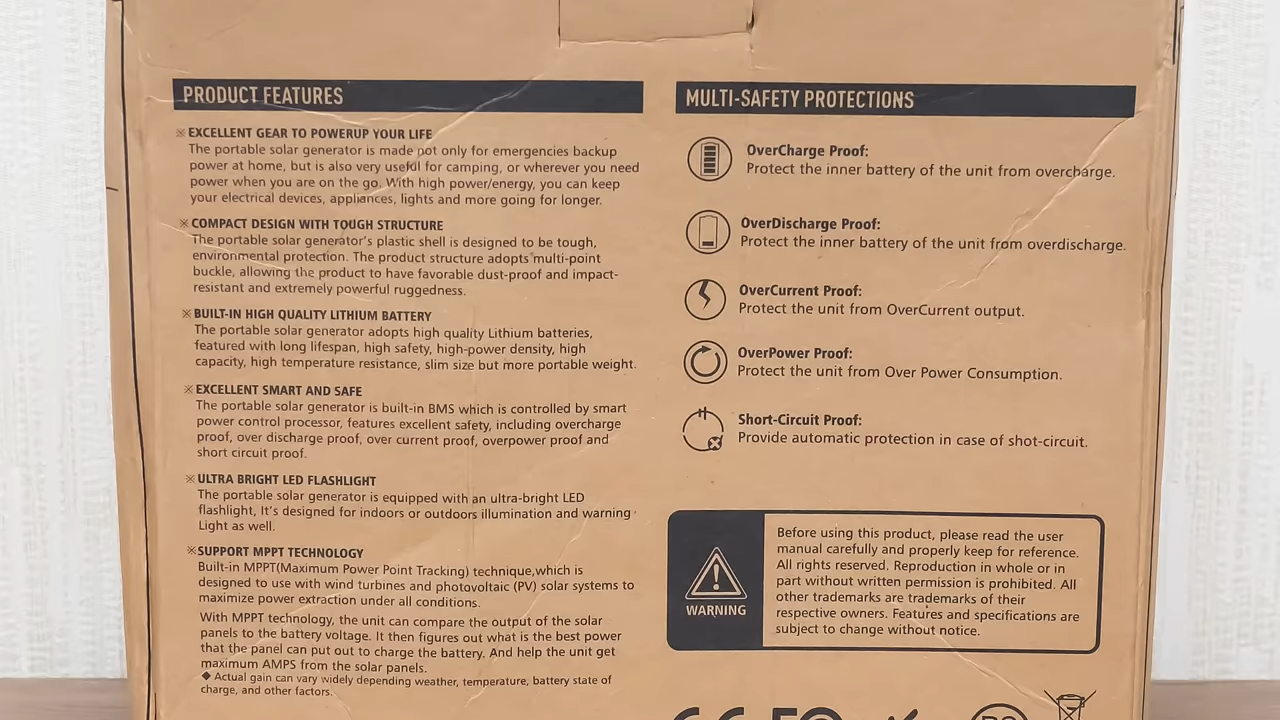 PRODUCT FEATURES
※ EXCELLENT GEAR TO POWERUP YOUR LIFE
The portable solar generator is made not only for emergencies backup
power at home, but is also very useful for camping, or wherever you need
power when you are on the go. With high power/energy, you can keep
your electrical devices, appliances, lights and more going for longer.
※ COMPACT DESIGN WITH TOUGH STRUCTURE
The portable solar generator's plastic shell is designed to be tough,
environmental protection. The product structure adopts multi-point
buckle, allowing the product to have favorable dust-proof and impact-
resistant and extremely powerful ruggedness.
※ BUILT-IN HIGH QUALITY LITHIUM BATTERY
The portable solar generator adopts high quality Lithium batteries,
featured with long lifespan, high safety, high-power density, high
capacity, high temperature resistance, slim size but more portable weight.
※ EXCELLENT SMART AND SAFE
The portable solar generator is built-in BMS which is controlled by smart
power control processor, features excellent safety, including overcharge
proof, over discharge proof, over current proof, overpower proof and
short circuit proof.
※ ULTRA BRIGHT LED FLASHLIGHT
The portable solar generator is equipped with an ultra-bright LED
flashlight, It's designed for indoors or outdoors illumination and warning
Light as well.
※ SUPPORT MPPT TECHNOLOGY
Built-in MPPT(Maximum Power Point Tracking) technique,which is
designed to use with wind turbines and photovoltaic (PV) solar systems to
maximize power extraction under all conditions.
With MPPT technology, the unit can compare the output of the solar
panels to the battery voltage. It then figures out what is the best power
that the panel can put out to charge the battery. And help the unit get
maximum AMPS from the solar panels.
◆ Actual gain can vary widely depending weather, temperature, battery state of
charge, and other factors.
MULTI-SAFETY PROTECTIONS
OverCharge Proof:
Protect the inner battery of the unit from overcharge.
OverDischarge Proof:
Protect the inner battery of the unit from overdischarge.
OverCurrent Proof:
Protect the unit from OverCurrent output.
OverPower Proof:
Protect the unit from Over Power Consumption.
Short-Circuit Proof:
Provide automatic protection in case of shot-circuit.
WARNING
Before using this product, please read the user
manual carefully and properly keep for reference.
All rights reserved. Reproduction in whole or in
part without written permission is prohibited. All
other trademarks are trademarks of their
respective owners. Features and specifications are
subject to change without notice.